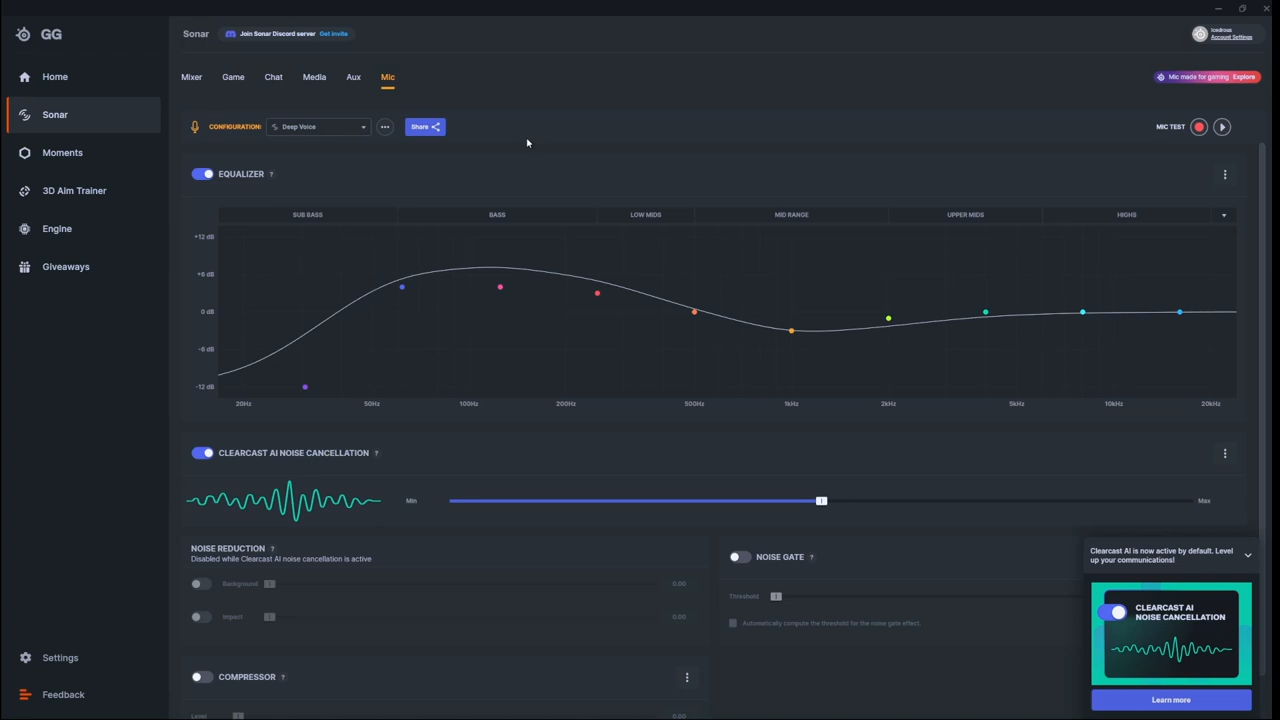 GG
Sonar
Join Sonar Discord server Get invite
Icedrous
Account Settings
Home
Sonar
Moments
3D Aim Trainer
Engine
Giveaways
Settings
Feedback
Mixer Game Chat Media Aux Mic
Mic made for gaming Explore
CONFIGURATION: Deep Voice ... Share
MIC TEST
EQUALIZER ?
SUB BASS BASS LOW MIDS MID RANGE UPPER MIDS HIGHS
+12 dB
+6 dB
0 dB
-6 dB
-12 dB
20Hz 50Hz 100Hz 200Hz 500Hz 1kHz 2kHz 5kHz 10kHz 20kHz
CLEARCAST AI NOISE CANCELLATION ?
Min Max
NOISE REDUCTION ?
Disabled while Clearcast AI noise cancellation is active
Background 0.00
Impact 0.00
NOISE GATE ?
Threshold
Automatically compute the threshold for the noise gate effect.
COMPRESSOR ?
Level 0.00
Clearcast AI is now active by default. Level
up your communications!
CLEARCAST AI
NOISE CANCELLATION
Learn more